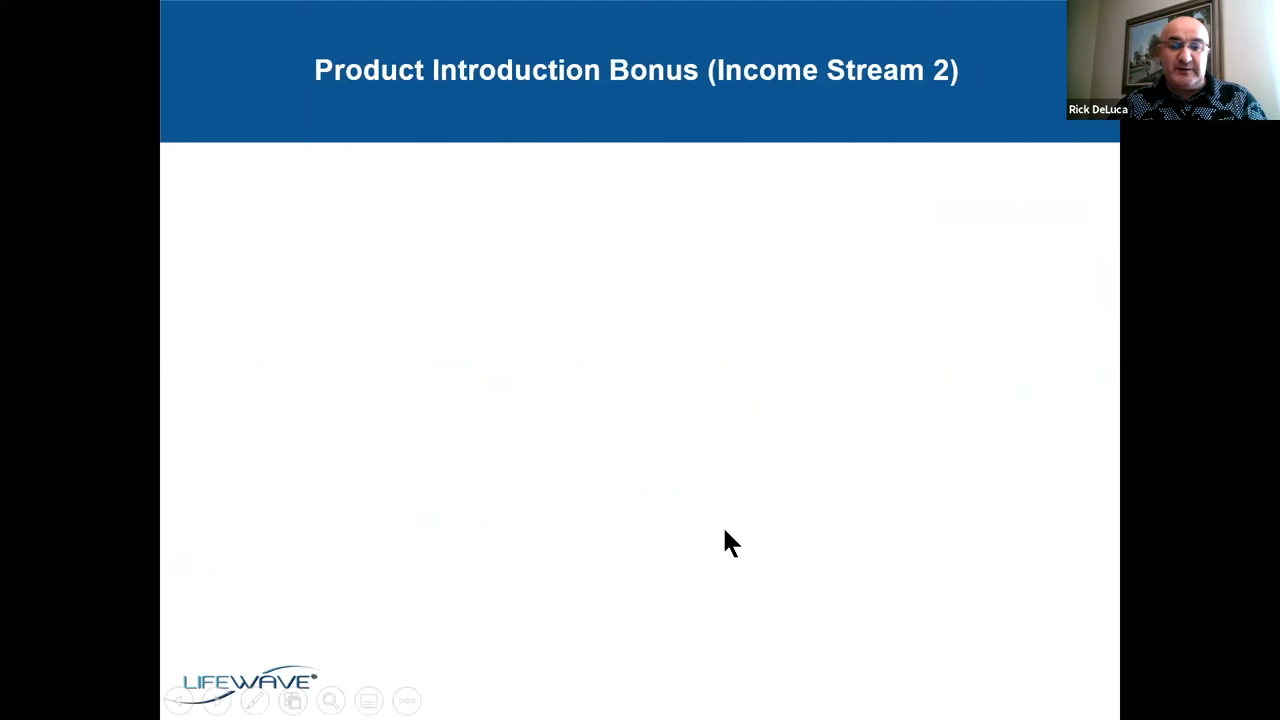 Product Introduction Bonus (Income Stream 2)
Rick DeLuca
LIFEWAVE®